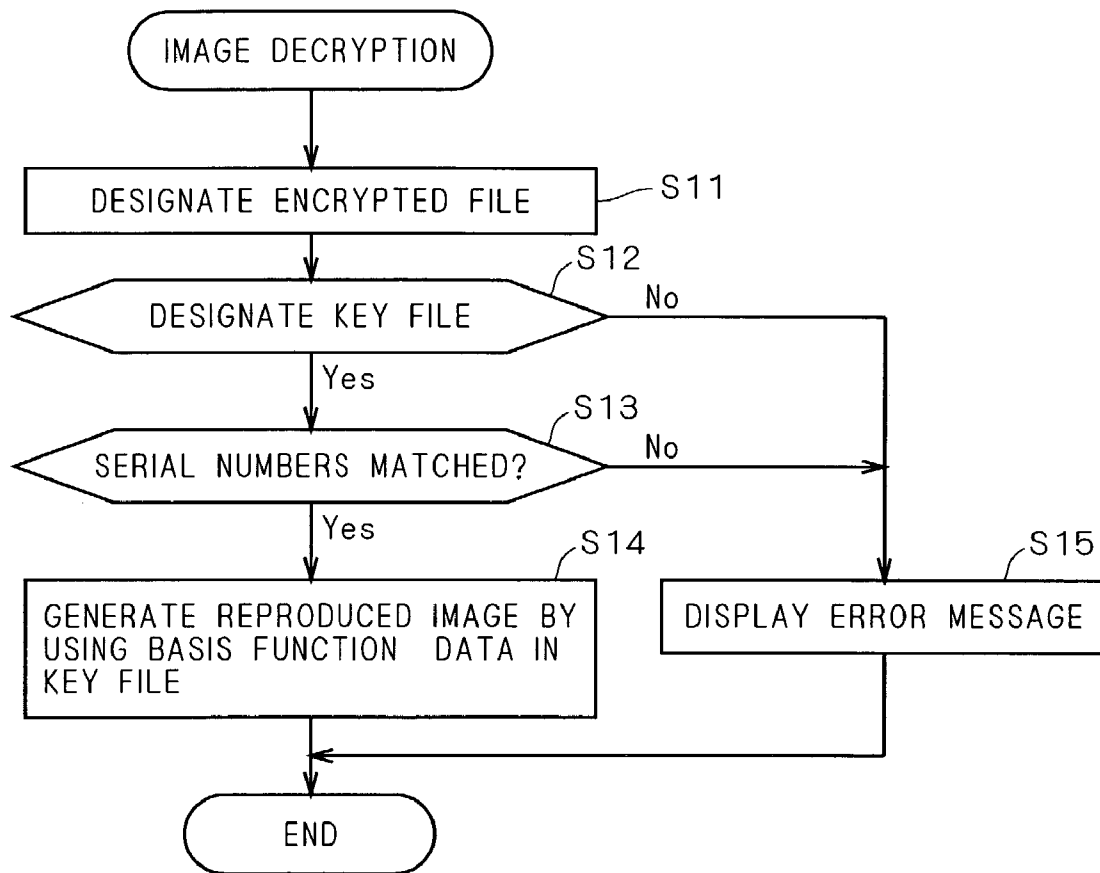 IMAGE DECRYPTION
DESIGNATE ENCRYPTED FILE
S11
S12
DESIGNATE KEY FILE
No
Yes
S13
SERIAL NUMBERS MATCHED?
No
Yes
S14
GENERATE REPRODUCED IMAGE BY
USING BASIS FUNCTION DATA IN
KEY FILE
S15
DISPLAY ERROR MESSAGE
END